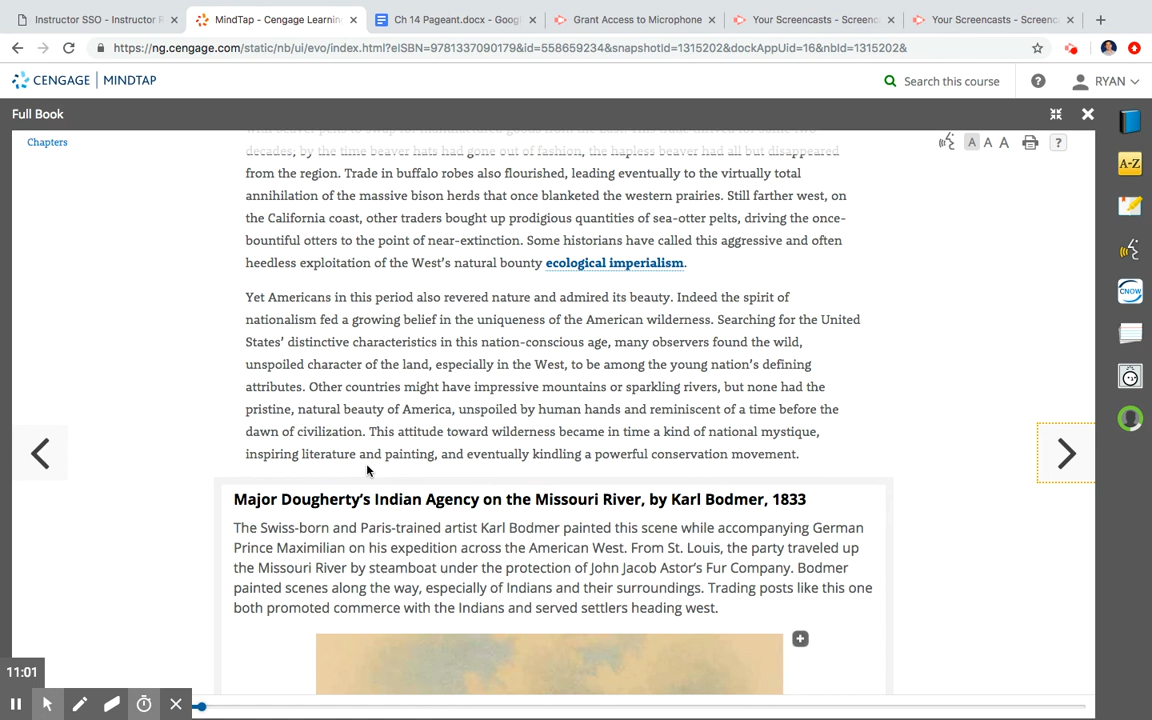 Instructor SSO - Instructor R
MindTap - Cengage Learnin
Ch 14 Pageant.docx - Goog
Grant Access to Microphone
Your Screencasts - Screenc
Your Screencasts - Screenc
https://ng.cengage.com/static/nb/ui/evo/index.html?eISBN=9781337090179&id=558659234&snapshotId=1315202&dockAppUid=16&nbId=1315202&
CENGAGE | MINDTAP
Search this course
RYAN
Full Book
Chapters
A A A ?
decades; by the time beaver hats had gone out of fashion, the hapless beaver had all but disappeared
from the region. Trade in buffalo robes also flourished, leading eventually to the virtually total
annihilation of the massive bison herds that once blanketed the western prairies. Still farther west, on
the California coast, other traders bought up prodigious quantities of sea-otter pelts, driving the once-
bountiful otters to the point of near-extinction. Some historians have called this aggressive and often
heedless exploitation of the West's natural bounty ecological imperialism.
Yet Americans in this period also revered nature and admired its beauty. Indeed the spirit of
nationalism fed a growing belief in the uniqueness of the American wilderness. Searching for the United
States' distinctive characteristics in this nation-conscious age, many observers found the wild,
unspoiled character of the land, especially in the West, to be among the young nation's defining
attributes. Other countries might have impressive mountains or sparkling rivers, but none had the
pristine, natural beauty of America, unspoiled by human hands and reminiscent of a time before the
dawn of civilization. This attitude toward wilderness became in time a kind of national mystique,
inspiring literature and painting, and eventually kindling a powerful conservation movement.
Major Dougherty's Indian Agency on the Missouri River, by Karl Bodmer, 1833
The Swiss-born and Paris-trained artist Karl Bodmer painted this scene while accompanying German
Prince Maximilian on his expedition across the American West. From St. Louis, the party traveled up
the Missouri River by steamboat under the protection of John Jacob Astor's Fur Company. Bodmer
painted scenes along the way, especially of Indians and their surroundings. Trading posts like this one
both promoted commerce with the Indians and served settlers heading west.
A-Z
CNOW
11:01